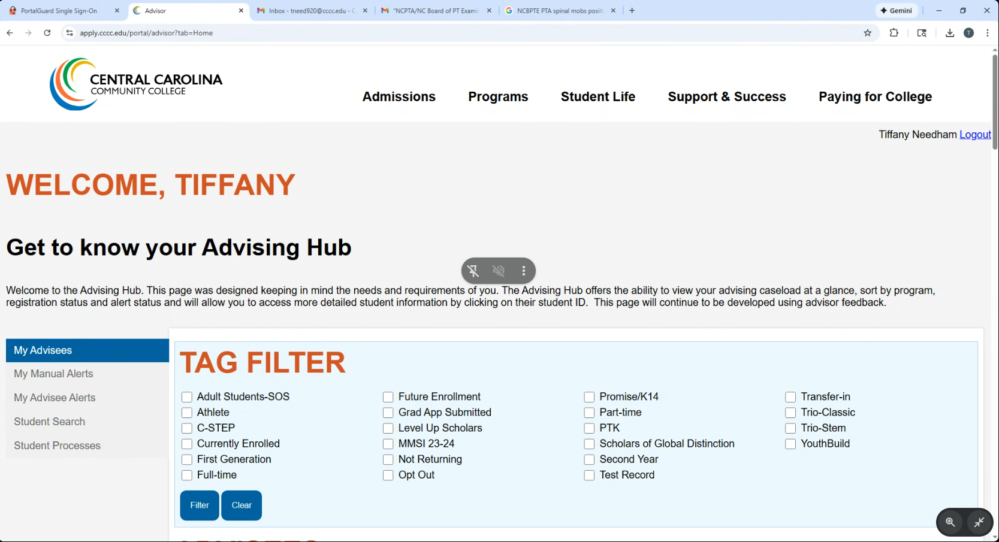 PortalGuard Single Sign-On
Advisor
Inbox - tneed920@cccc.edu - C
"NCPTA/NC Board of PT Examin
NCBPTE PTA spinal mobs positi
Gemini
apply.cccc.edu/portal/advisor?tab=Home
T
CENTRAL CAROLINA
COMMUNITY COLLEGE
Admissions
Programs
Student Life
Support & Success
Paying for College
Tiffany Needham Logout
WELCOME, TIFFANY
Get to know your Advising Hub
Welcome to the Advising Hub. This page was designed keeping in mind the needs and requirements of you. The Advising Hub offers the ability to view your advising caseload at a glance, sort by program,
registration status and alert status and will allow you to access more detailed student information by clicking on their student ID.  This page will continue to be developed using advisor feedback.
My Advisees
My Manual Alerts
My Advisee Alerts
Student Search
Student Processes
TAG FILTER
Adult Students-SOS
Athlete
C-STEP
Currently Enrolled
First Generation
Full-time
Future Enrollment
Grad App Submitted
Level Up Scholars
MMSI 23-24
Not Returning
Opt Out
Promise/K14
Part-time
PTK
Scholars of Global Distinction
Second Year
Test Record
Transfer-in
Trio-Classic
Trio-Stem
YouthBuild
Filter
Clear